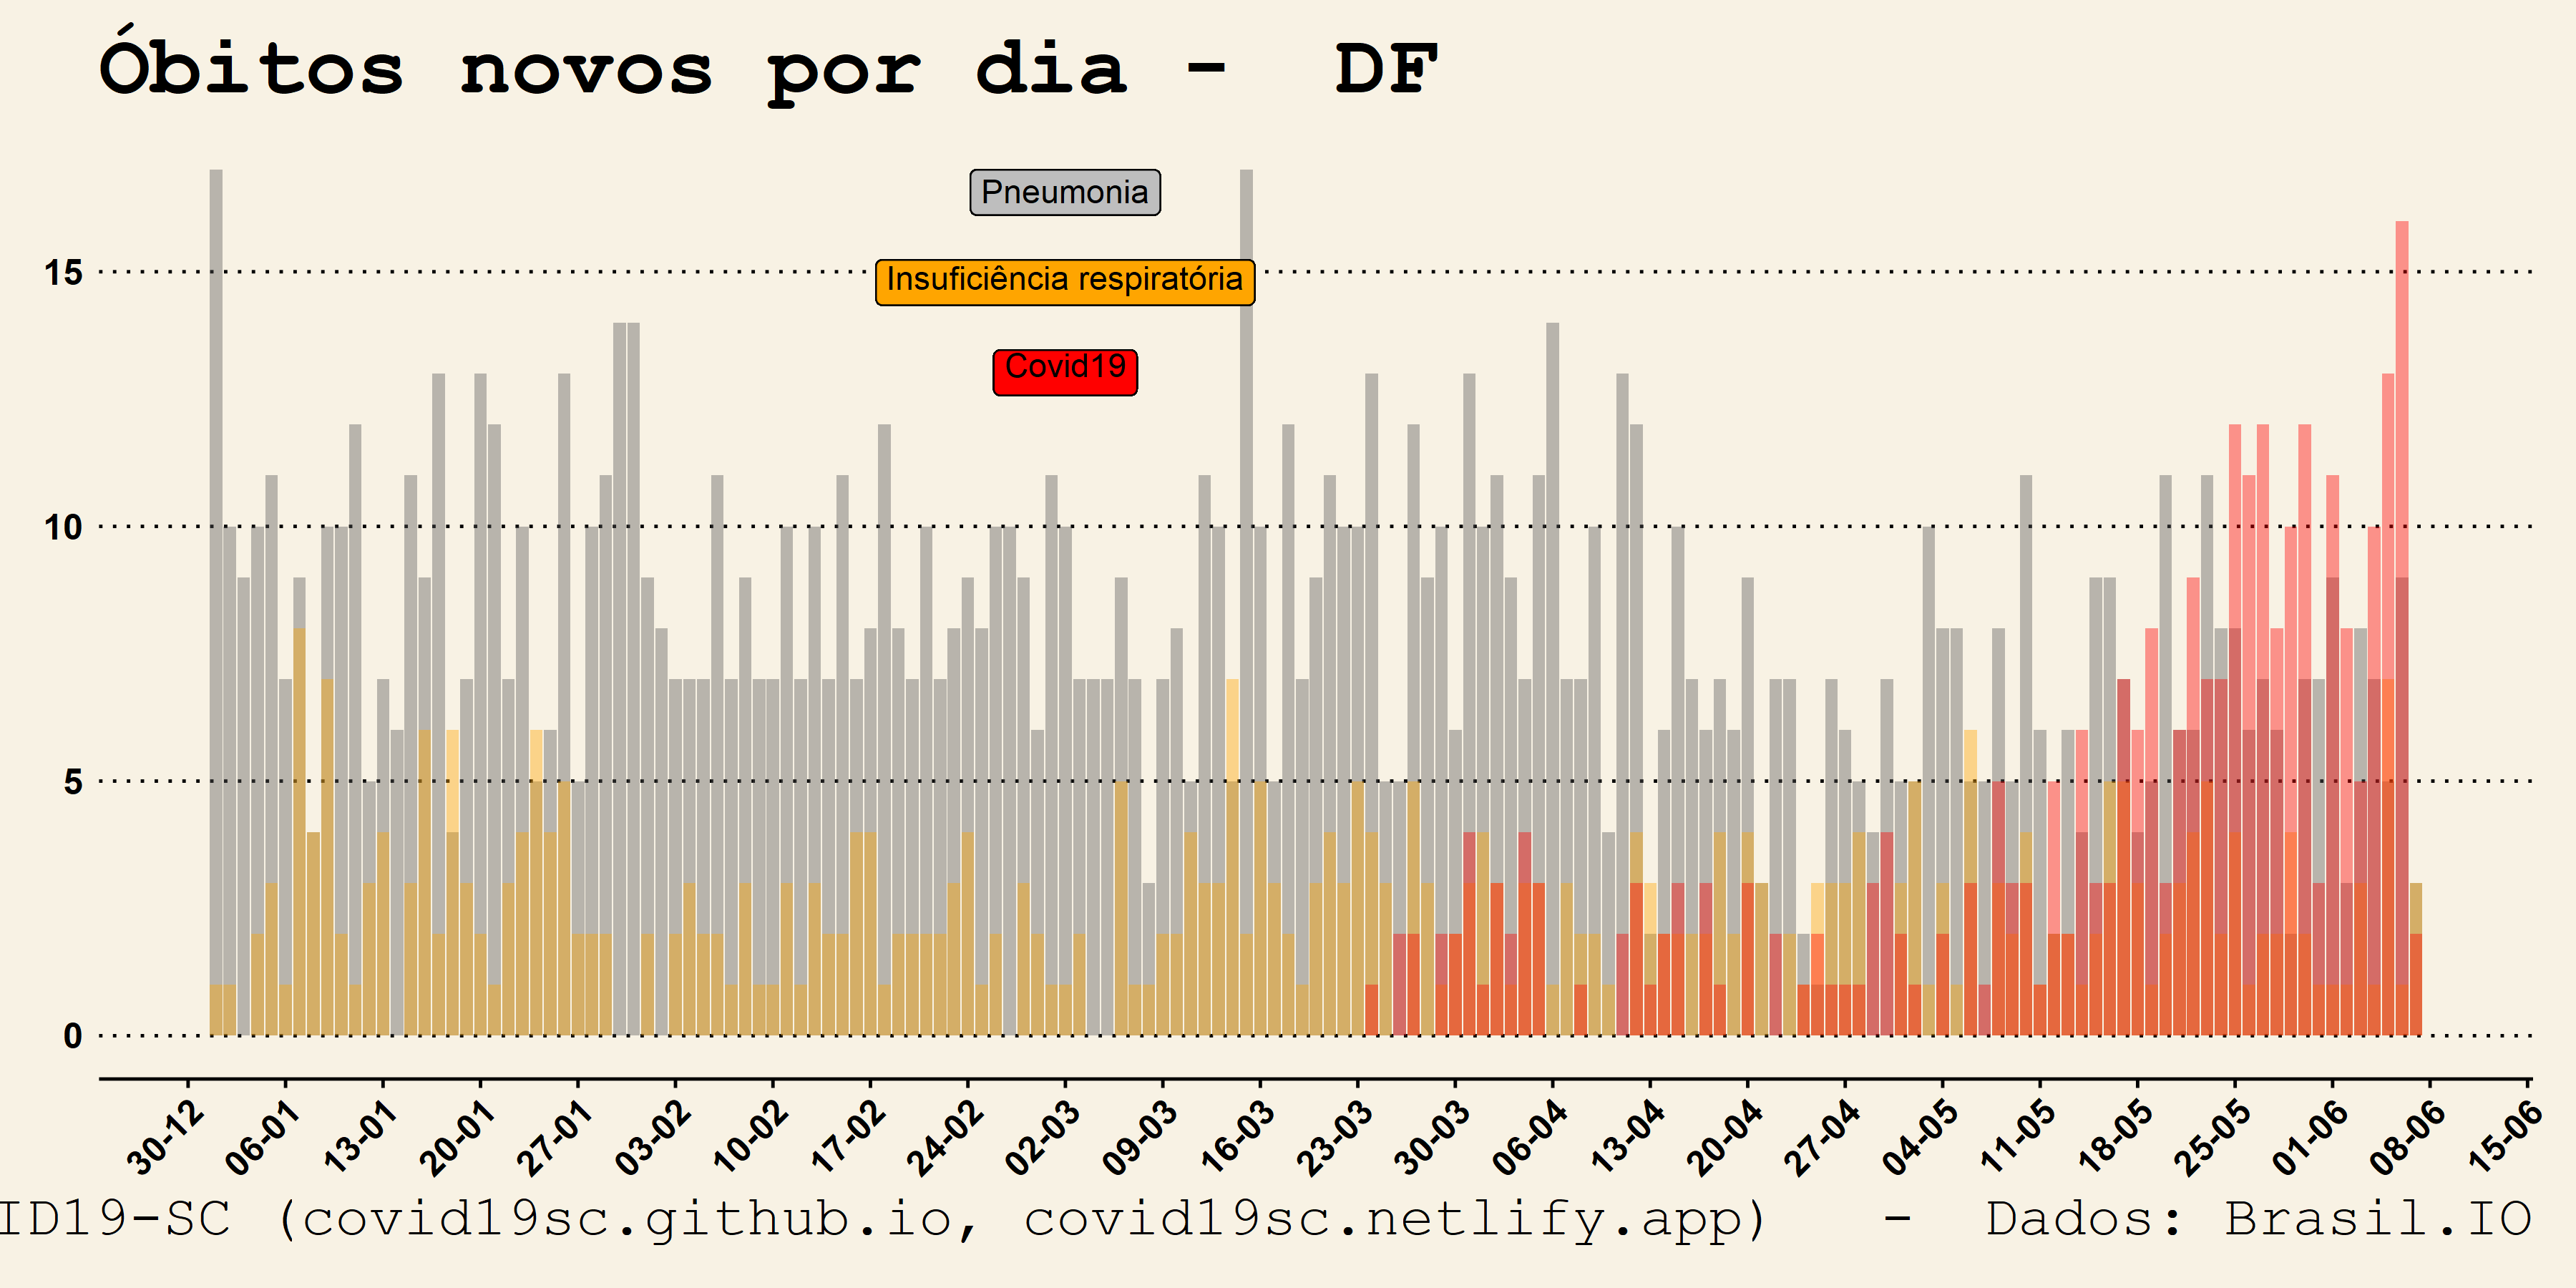 Óbitos novos por dia - DF
Pneumonia
Insuficiência respiratória
Covid19
15
10
5
0
30-12 06-01 13-01 20-01 27-01 03-02 10-02 17-02 24-02 02-03 09-03 16-03 23-03 30-03 06-04 13-04 20-04 27-04 04-05 11-05 18-05 25-05 01-06 08-06 15-06
ID19-SC (covid19sc.github.io, covid19sc.netlify.app) - Dados: Brasil.IO